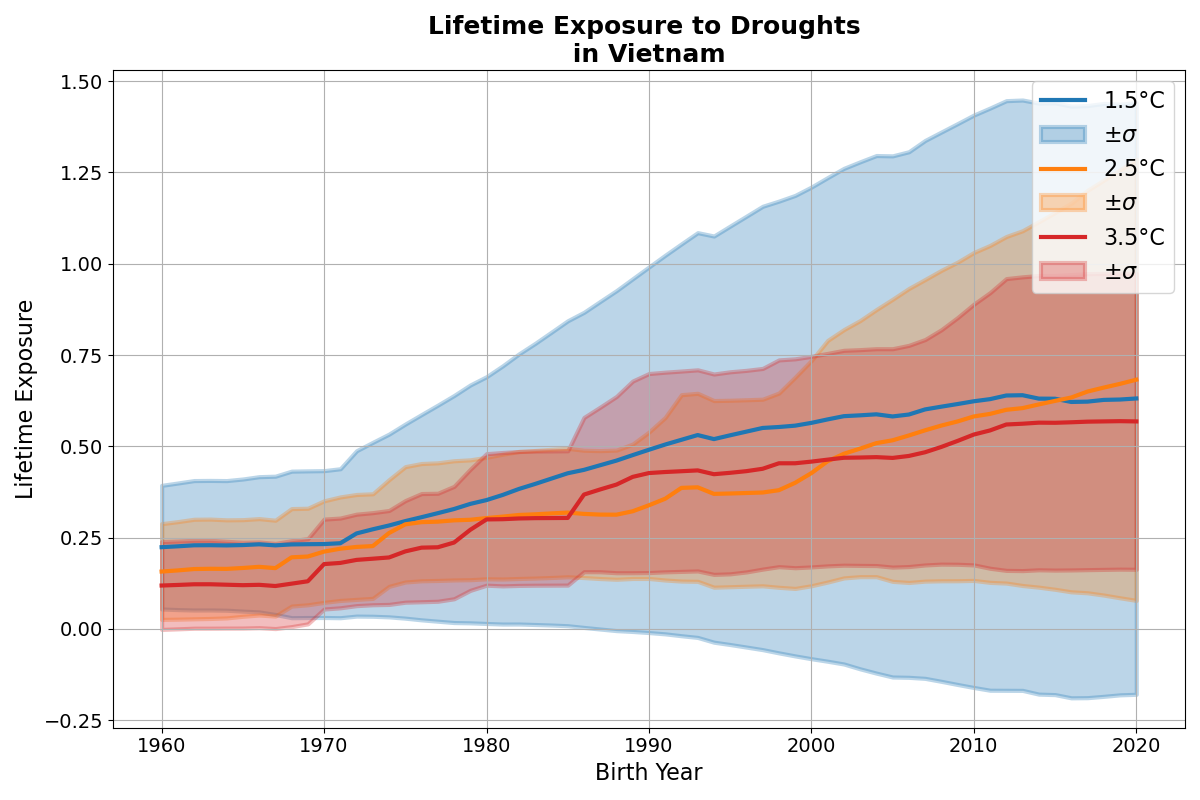 Lifetime Exposure to Droughts
in Vietnam
Lifetime Exposure
1.50
1.25
1.00
0.75
0.50
0.25
0.00
−0.25
1960
1970
1980
1990
2000
2010
2020
Birth Year
1.5°C
±σ
2.5°C
±σ
3.5°C
±σ